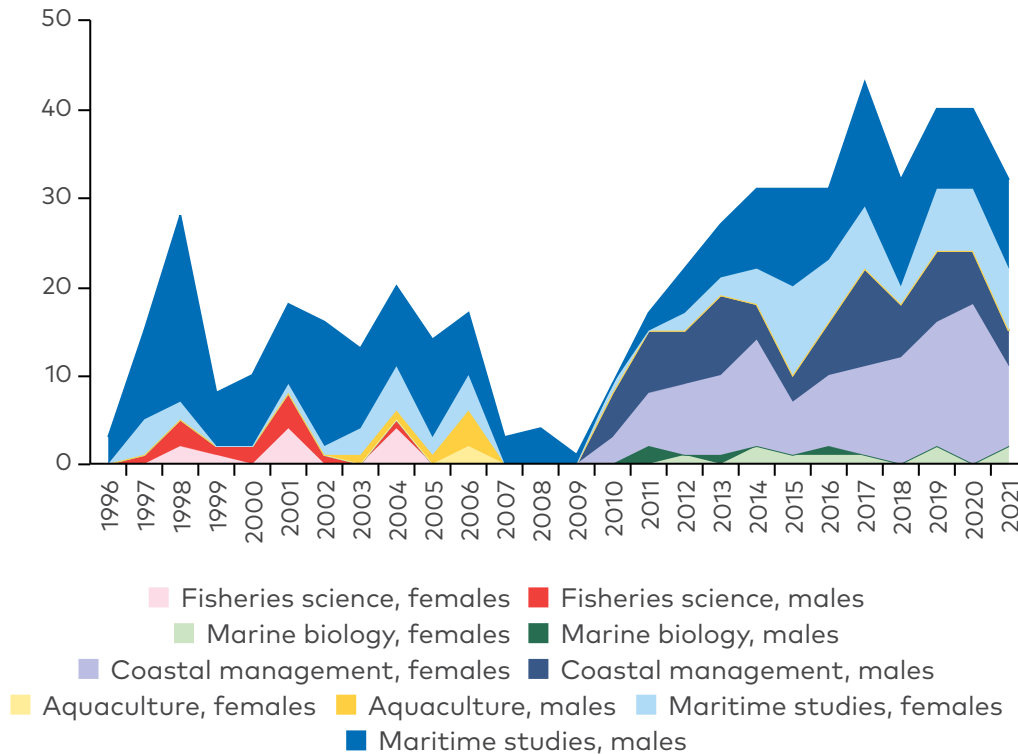 50
40
30
20
10
0
1996 1997 1998 1999 2000 2001 2002 2003 2004 2005 2006 2007 2008 2009 2010 2011 2012 2013 2014 2015 2016 2017 2018 2019 2020 2021
Fisheries science, females Fisheries science, males
Marine biology, females Marine biology, males
Coastal management, females Coastal management, males
Aquaculture, females Aquaculture, males Maritime studies, females
Maritime studies, males